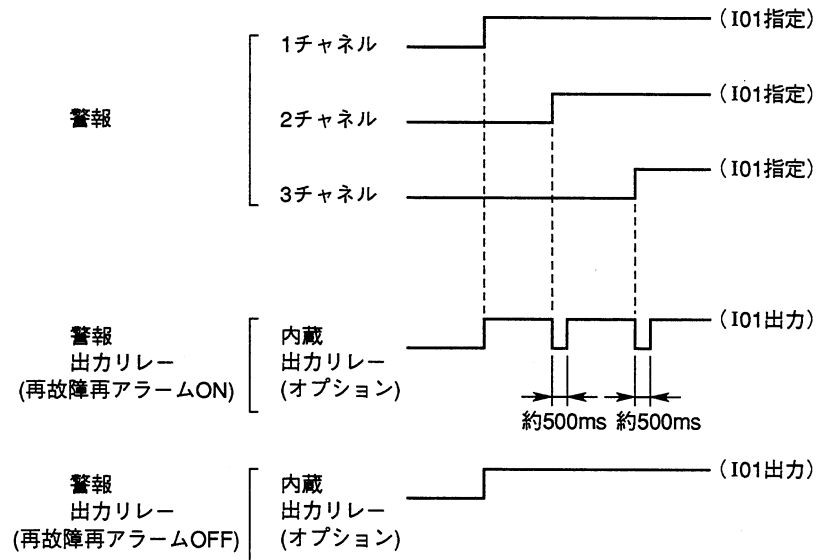 1チャネル
(I01指定)
警報
2チャネル
(I01指定)
3チャネル
(I01指定)
警報
出力リレー
(再故障再アラームON)
内蔵
出力リレー
(オプション)
(I01出力)
約500ms
約500ms
警報
出力リレー
(再故障再アラームOFF)
内蔵
出力リレー
(オプション)
(I01出力)